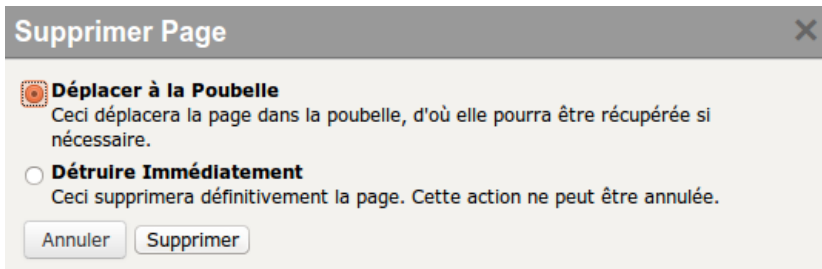 Supprimer Page
Déplacer à la Poubelle
Ceci déplacera la page dans la poubelle, d'où elle pourra être récupérée si
nécessaire.
Détruire Immédiatement
Ceci supprimera définitivement la page. Cette action ne peut être annulée.
Annuler Supprimer